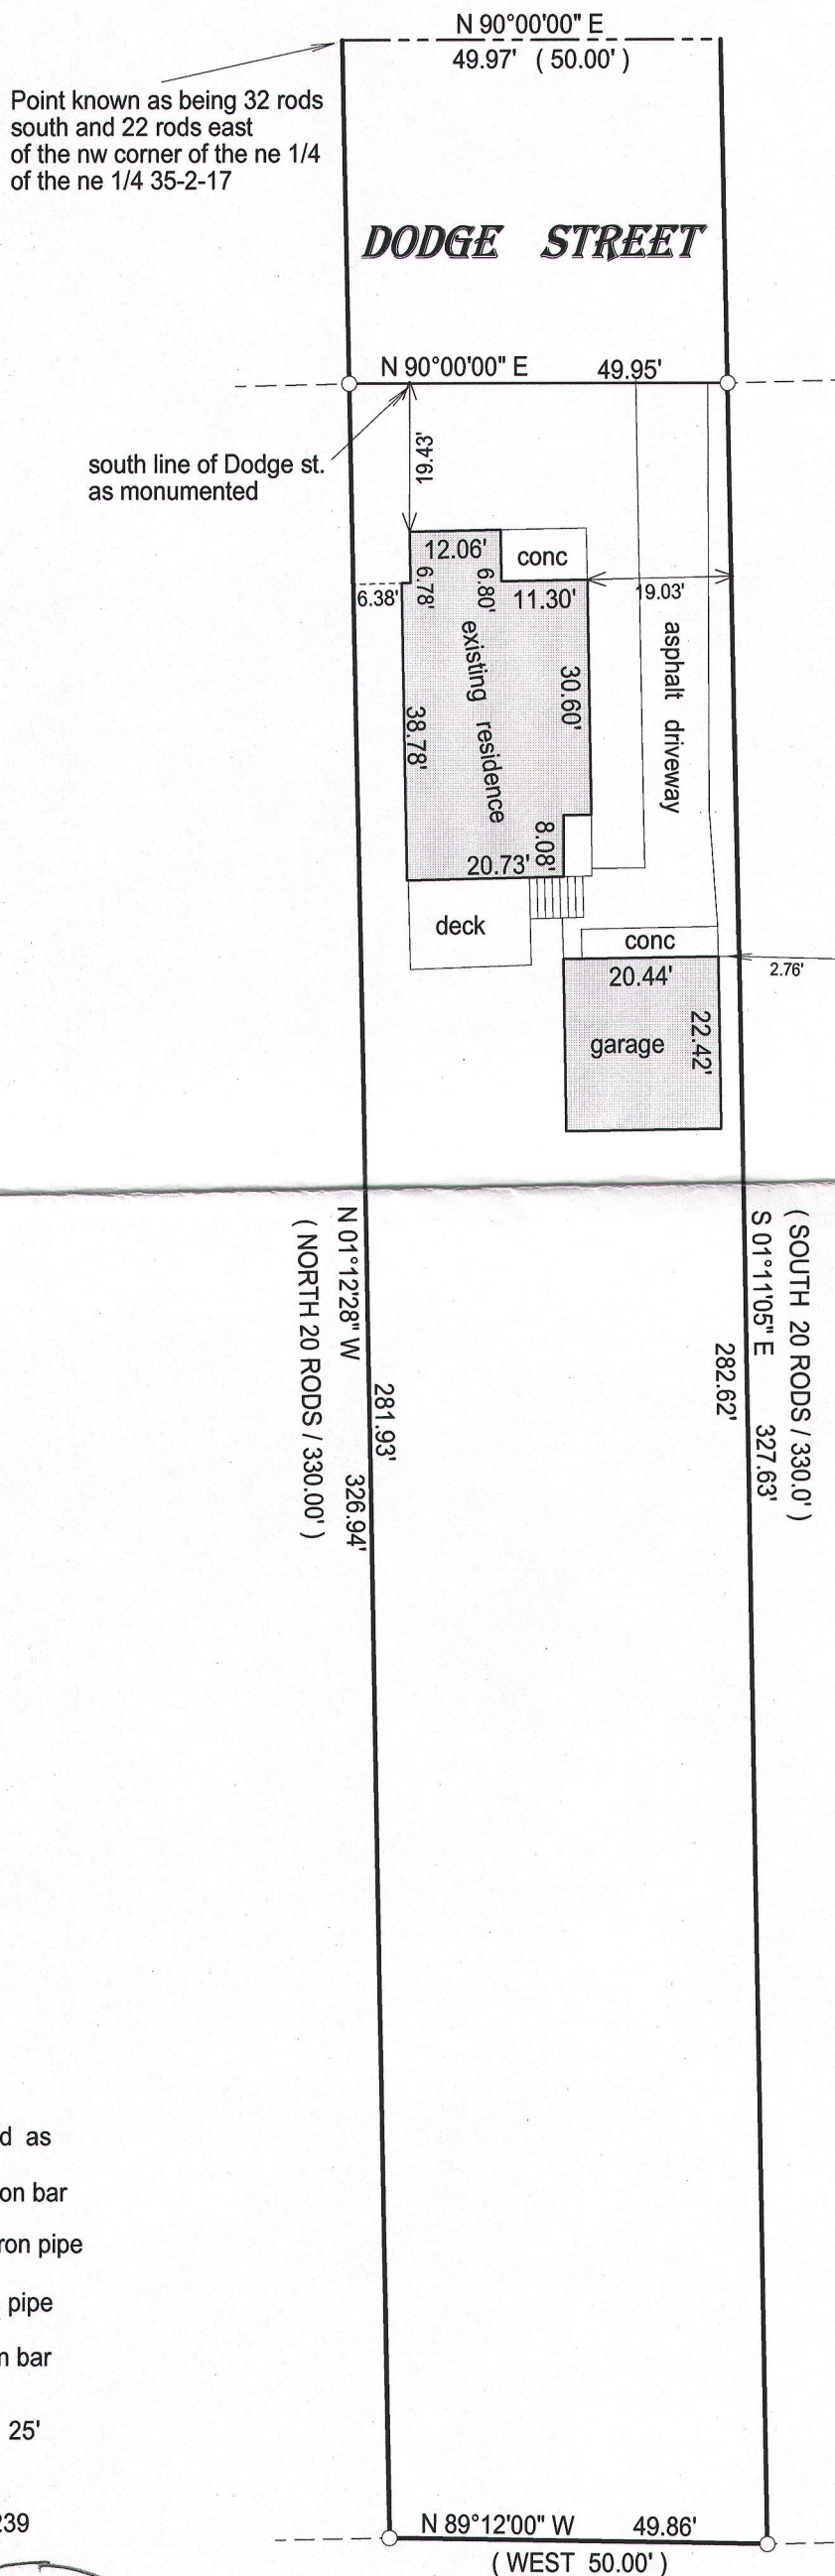 N 90°00'00" E
49.97' ( 50.00' )
Point known as being 32 rods
south and 22 rods east
of the nw corner of the ne 1/4
of the ne 1/4 35-2-17
DODGE STREET
N 90°00'00" E 49.95'
south line of Dodge st.
as monumented
19.43'
12.06'
conc
6.78'
6.80'
11.30'
6.38'
19.03'
existing residence
30.60'
38.78'
asphalt driveway
8.08'
20.73'
deck
conc
2.76'
20.44'
garage
22.42'
N 01°12'28" W 326.94'
( NORTH 20 RODS / 330.00' )
281.93'
282.62'
S 01°11'05" E 327.63'
( SOUTH 20 RODS / 330.0' )
d as
on bar
ron pipe
pipe
n bar
25'
239
N 89°12'00" W 49.86'
( WEST 50.00' )